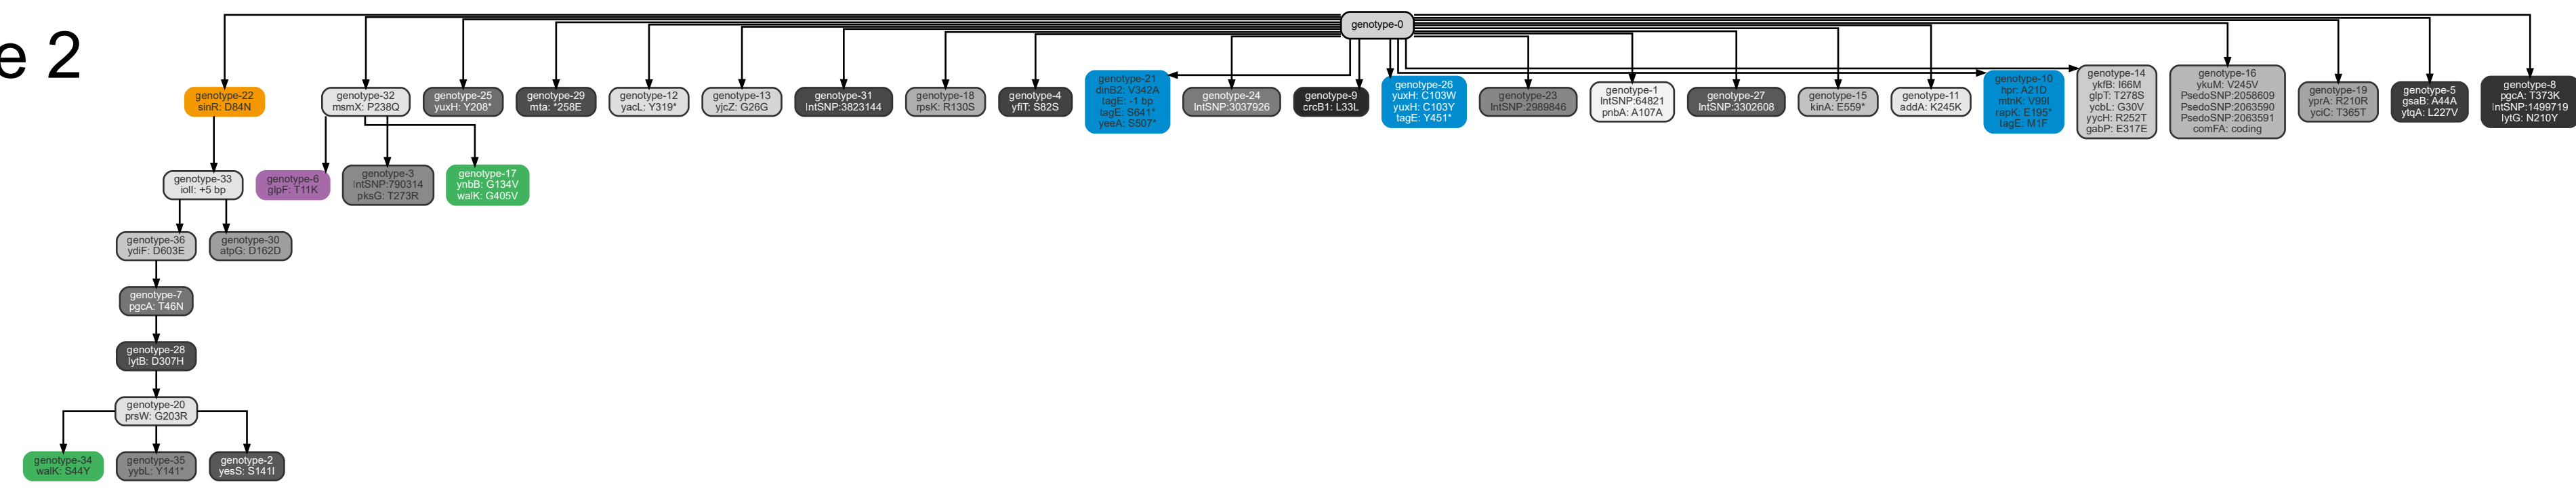 e 2
genotype-0
genotype-22
sinR: D84N
genotype-32
msmX: P238Q
genotype-25
yuxH: Y208*
genotype-29
mta: *258E
genotype-12
yacL: Y319*
genotype-13
yjcZ: G26G
genotype-31
IntSNP:3823144
genotype-18
rpsK: R130S
genotype-4
yfiT: S82S
genotype-21
dinB2: V342A
tagE: -1 bp
tagE: S641*
yeeA: S507*
genotype-24
IntSNP:3037926
genotype-9
crcB1: L33L
genotype-26
yuxH: C103W
yuxH: C103Y
tagE: Y451*
genotype-23
IntSNP:2989846
genotype-1
IntSNP:64821
pnbA: A107A
genotype-27
IntSNP:3302608
genotype-15
kinA: E559*
genotype-11
addA: K245K
genotype-10
hpr: A21D
mtnK: V99I
rapK: E195*
tagE: M1F
genotype-14
ykfB: I66M
glpT: T278S
ycbL: G30V
yycH: R252T
gabP: E317E
genotype-16
ykuM: V245V
PsedoSNP:2058609
PsedoSNP:2063590
PsedoSNP:2063591
comFA: coding
genotype-19
yprA: R210R
yciC: T365T
genotype-5
gsaB: A44A
ytqA: L227V
genotype-8
pgcA: T373K
IntSNP:1499719
lytG: N210Y
genotype-33
iolI: +5 bp
genotype-6
glpF: T11K
genotype-3
IntSNP:790314
pksG: T273R
genotype-17
ynbB: G134V
walK: G405V
genotype-36
ydiF: D603E
genotype-30
atpG: D162D
genotype-7
pgcA: T46N
genotype-28
lytB: D307H
genotype-20
prsW: G203R
genotype-34
walK: S44Y
genotype-35
yybL: Y141*
genotype-2
yesS: S141I